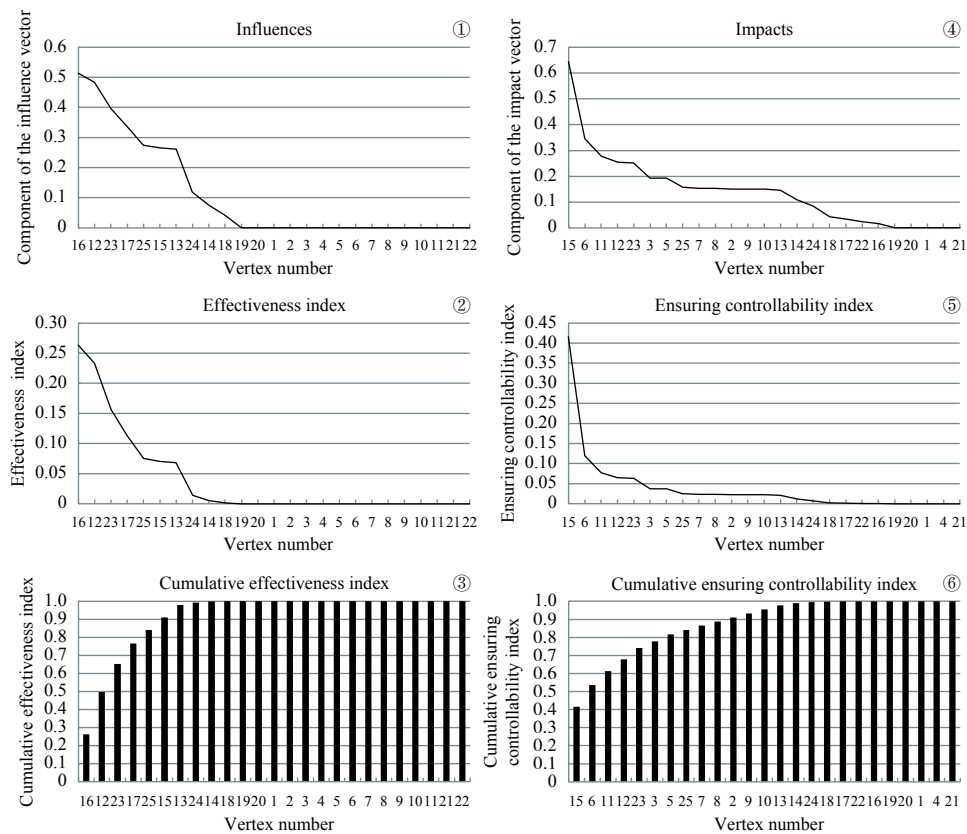 Influences
①
Component of the influence vector
0.6
0.5
0.4
0.3
0.2
0.1
0
16 12 23 17 25 15 13 24 14 18 19 20 1 2 3 4 5 6 7 8 9 10 11 21 22
Vertex number
Impacts
④
Component of the impact vector
0.7
0.6
0.5
0.4
0.3
0.2
0.1
0
15 6 11 12 23 3 5 25 7 8 2 9 10 13 14 24 18 17 22 16 19 20 1 4 21
Vertex number
Effectiveness index
②
Effectiveness index
0.30
0.25
0.20
0.15
0.10
0.05
0
16 12 23 17 25 15 13 24 14 18 19 20 1 2 3 4 5 6 7 8 9 10 11 21 22
Vertex number
Ensuring controllability index
⑤
Ensuring controllability index
0.45
0.40
0.35
0.30
0.25
0.20
0.15
0.10
0.05
0
15 6 11 12 23 3 5 25 7 8 2 9 10 13 14 24 18 17 22 16 19 20 1 4 21
Vertex number
Cumulative effectiveness index
③
Cumulative effectiveness index
1.0
0.9
0.8
0.7
0.6
0.5
0.4
0.3
0.2
0.1
0
16 12 23 17 25 15 13 24 14 18 19 20 1 2 3 4 5 6 7 8 9 10 11 21 22
Vertex number
Cumulative ensuring controllability index
⑥
Cumulative ensuring
controllability index
1.0
0.9
0.8
0.7
0.6
0.5
0.4
0.3
0.2
0.1
0
15 6 11 12 23 3 5 25 7 8 2 9 10 13 14 24 18 17 22 16 19 20 1 4 21
Vertex number